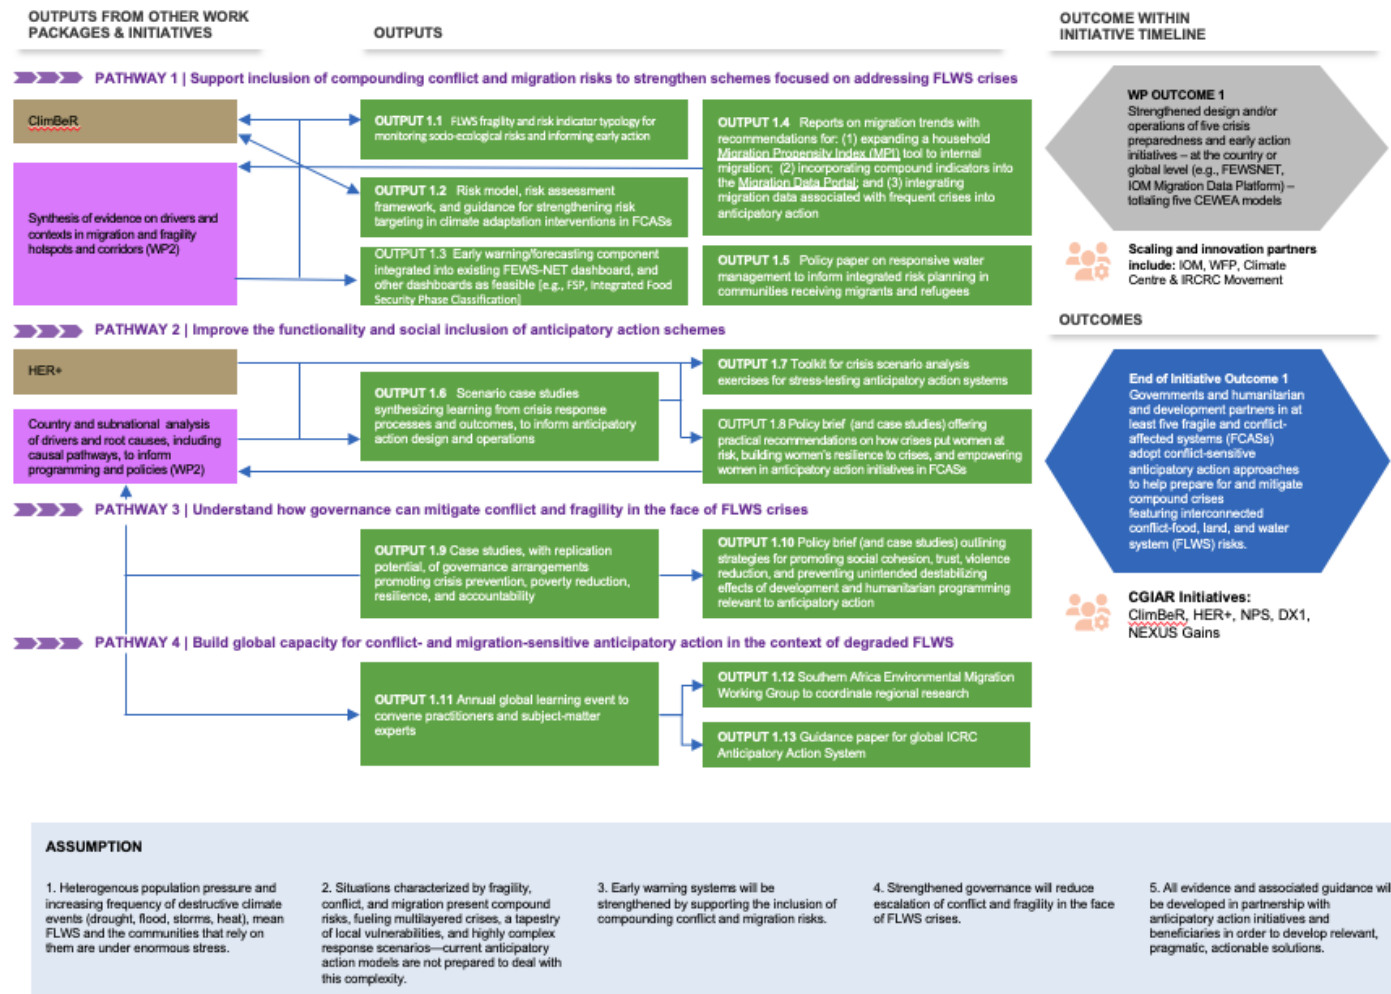 OUTPUTS FROM OTHER WORK
PACKAGES & INITIATIVES
OUTPUTS
OUTCOME WITHIN
INITIATIVE TIMELINE
PATHWAY 1 | Support inclusion of compounding conflict and migration risks to strengthen schemes focused on addressing FLWS crises
ClimBeR
Synthesis of evidence on drivers and
contexts in migration and fragility
hotspots and corridors (WP2)
OUTPUT 1.1 FLWS fragility and risk indicator typology for
monitoring socio-ecological risks and informing early action
OUTPUT 1.2 Risk model, risk assessment
framework, and guidance for strengthening risk
targeting in climate adaptation interventions in FCASs
OUTPUT 1.3 Early warning/forecasting component
integrated into existing FEWS-NET dashboard, and
other dashboards as feasible [e.g., FSP, Integrated Food
Security Phase Classification]
OUTPUT 1.4 Reports on migration trends with
recommendations for: (1) expanding a household
Migration Propensity Index (MPI) tool to internal
migration; (2) incorporating compound indicators into
the Migration Data Portal; and (3) integrating
migration data associated with frequent crises into
anticipatory action
OUTPUT 1.5 Policy paper on responsive water
management to inform integrated risk planning in
communities receiving migrants and refugees
WP OUTCOME 1
Strengthened design and/or
operations of five crisis
preparedness and early action
initiatives – at the country or
global level (e.g., FEWSNET,
IOM Migration Data Platform) –
totlaling five CEWEA models
Scaling and innovation partners
include: IOM, WFP, Climate
Centre & IRCRC Movement
PATHWAY 2 | Improve the functionality and social inclusion of anticipatory action schemes
HER+
Country and subnational analysis
of drivers and root causes, including
causal pathways, to inform
programming and policies (WP2)
OUTPUT 1.6 Scenario case studies
synthesizing learning from crisis response
processes and outcomes, to inform anticipatory
action design and operations
OUTPUT 1.7 Toolkit for crisis scenario analysis
exercises for stress-testing anticipatory action systems
OUTPUT 1.8 Policy brief (and case studies) offering
practical recommendations on how crises put women at
risk, building women's resilience to crises, and empowering
women in anticipatory action initiatives in FCASs
OUTCOMES
End of Initiative Outcome 1
Governments and humanitarian
and development partners in at
least five fragile and conflict-
affected systems (FCASs)
adopt conflict-sensitive
anticipatory action approaches
to help prepare for and mitigate
compound crises
featuring interconnected
conflict-food, land, and water
system (FLWS) risks.
CGIAR Initiatives:
ClimBeR, HER+, NPS, DX1,
NEXUS Gains
PATHWAY 3 | Understand how governance can mitigate conflict and fragility in the face of FLWS crises
OUTPUT 1.9 Case studies, with replication
potential, of governance arrangements
promoting crisis prevention, poverty reduction,
resilience, and accountability
OUTPUT 1.10 Policy brief (and case studies) outlining
strategies for promoting social cohesion, trust, violence
reduction, and preventing unintended destabilizing
effects of development and humanitarian programming
relevant to anticipatory action
PATHWAY 4 | Build global capacity for conflict- and migration-sensitive anticipatory action in the context of degraded FLWS
OUTPUT 1.11 Annual global learning event to
convene practitioners and subject-matter
experts
OUTPUT 1.12 Southern Africa Environmental Migration
Working Group to coordinate regional research
OUTPUT 1.13 Guidance paper for global ICRC
Anticipatory Action System
ASSUMPTION
1. Heterogenous population pressure and
increasing frequency of destructive climate
events (drought, flood, storms, heat), mean
FLWS and the communities that rely on
them are under enormous stress.
2. Situations characterized by fragility,
conflict, and migration present compound
risks, fueling multilayered crises, a tapestry
of local vulnerabilities, and highly complex
response scenarios—current anticipatory
action models are not prepared to deal with
this complexity.
3. Early warning systems will be
strengthened by supporting the inclusion of
compounding conflict and migration risks.
4. Strengthened governance will reduce
escalation of conflict and fragility in the face
of FLWS crises.
5. All evidence and associated guidance wil
be developed in partnership with
anticipatory action initiatives and
beneficiaries in order to develop relevant,
pragmatic, actionable solutions.